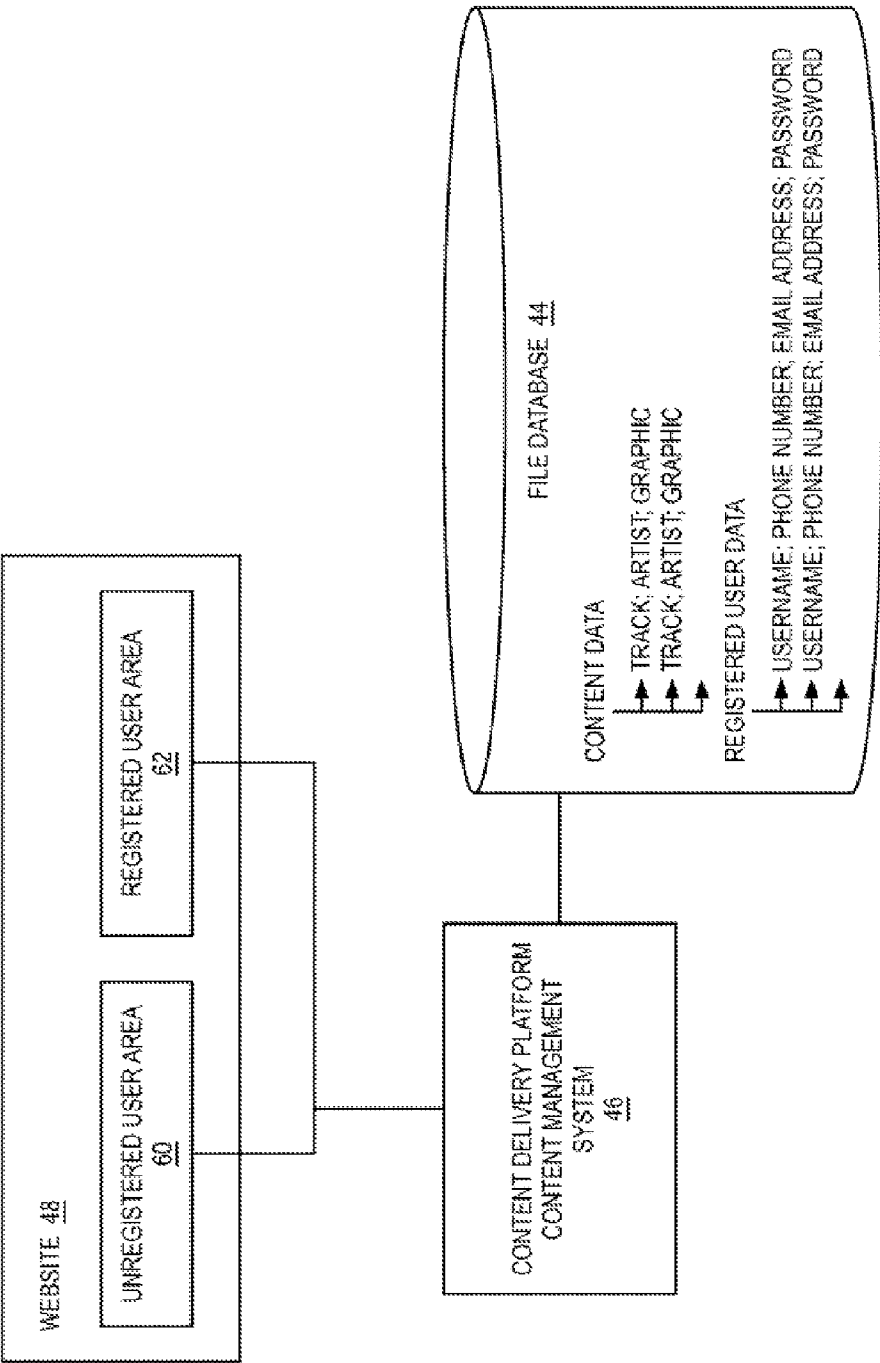 WEBSITE 48
UNREGISTERED USER AREA
60
REGISTERED USER AREA
62
CONTENT DELIVERY PLATFORM
CONTENT MANAGEMENT
SYSTEM
46
FILE DATABASE 44
CONTENT DATA
TRACK; ARTIST; GRAPHIC
TRACK; ARTIST; GRAPHIC
REGISTERED USER DATA
USERNAME; PHONE NUMBER; EMAIL ADDRESS; PASSWORD
USERNAME; PHONE NUMBER; EMAIL ADDRESS; PASSWORD